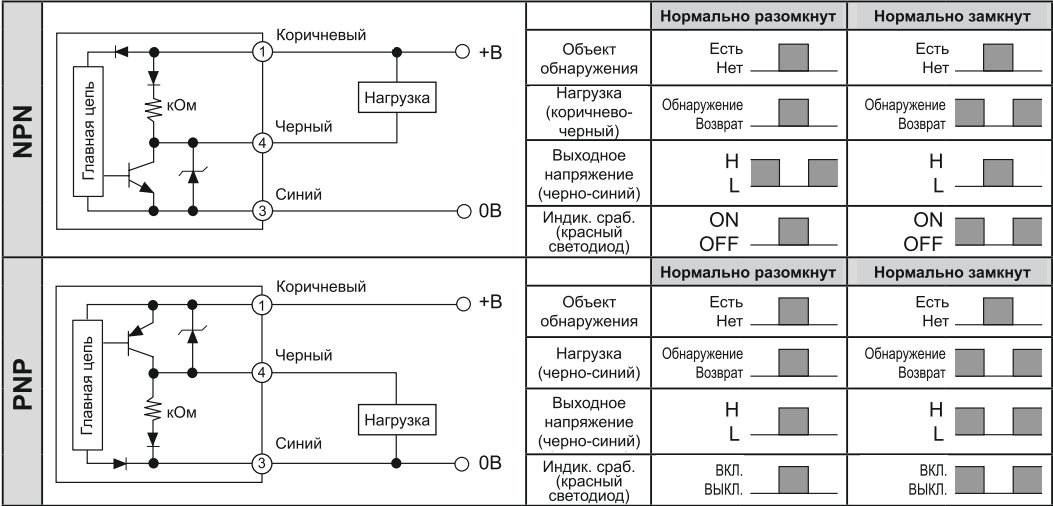 NPN
Коричневый
1
+В
кОм
Нагрузка
Главная цепь
Черный
4
Синий
3
0В
Нормально разомкнут
Нормально замкнут
Объект
обнаружения
Есть
Нет
Есть
Нет
Нагрузка
(коричнево-
черный)
Обнаружение
Возврат
Обнаружение
Возврат
Выходное
напряжение
(черно-синий)
H
L
H
L
Индик. сраб.
(красный
светодиод)
ON
OFF
ON
OFF
PNP
Коричневый
1
+В
Главная цепь
Черный
4
кОм
Нагрузка
Синий
3
0В
Нормально разомкнут
Нормально замкнут
Объект
обнаружения
Есть
Нет
Есть
Нет
Нагрузка
(черно-синий)
Обнаружение
Возврат
Обнаружение
Возврат
Выходное
напряжение
(черно-синий)
H
L
H
L
Индик. сраб.
(красный
светодиод)
ВКЛ.
ВЫКЛ.
ВКЛ.
ВЫКЛ.